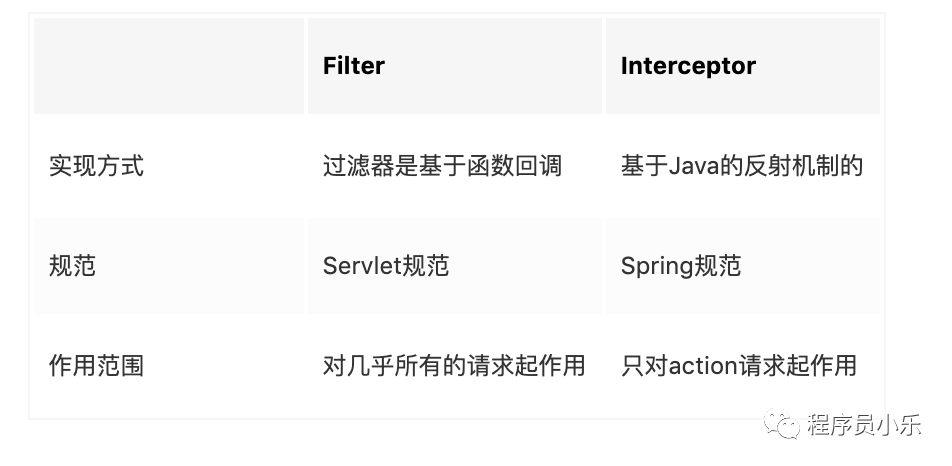 Filter Interceptor
实现方式 过滤器是基于函数回调 基于Java的反射机制的
规范 Servlet规范 Spring规范
作用范围 对几乎所有的请求起作用 只对action请求起作用
程序员小乐